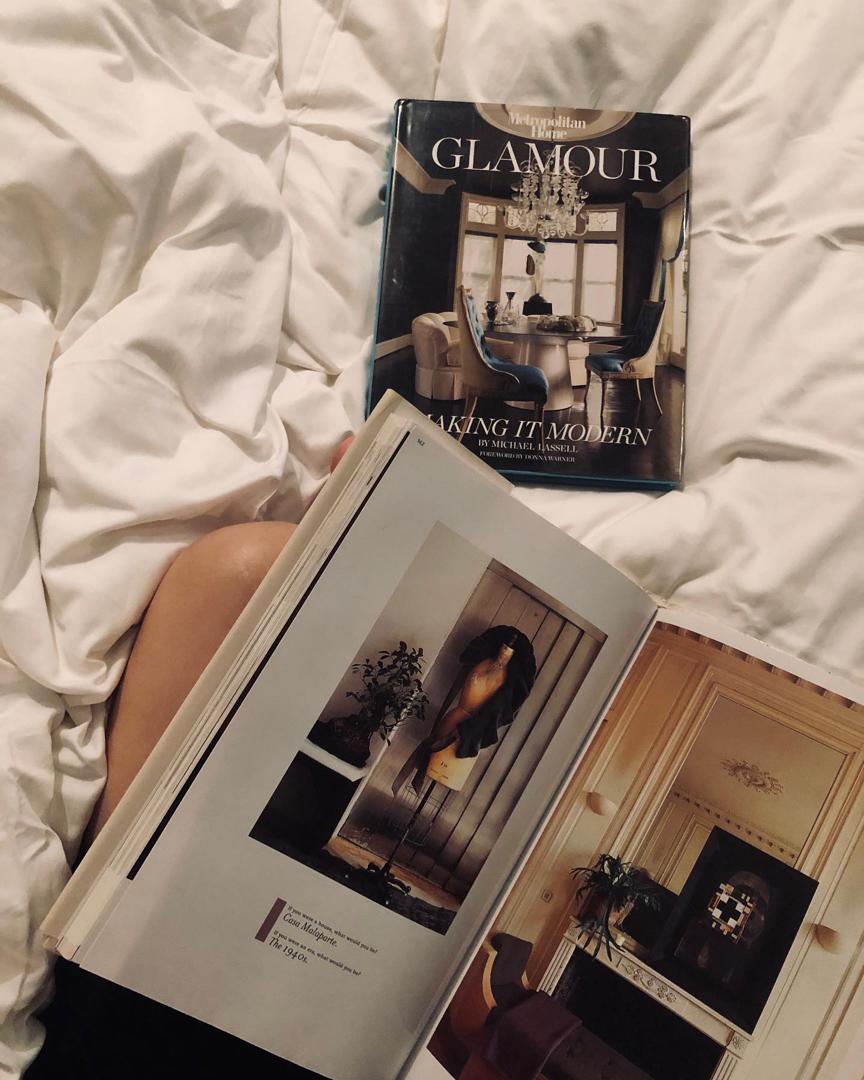 Metropolitan
Home
GLAMOUR
MAKING IT MODERN
BY MICHAEL LASSELL
FOREWORD BY DONNA WARNER
162
If you were a house, what would you be?
Casa Malaparte.
If you were an era, what would you be?
The 1940s.